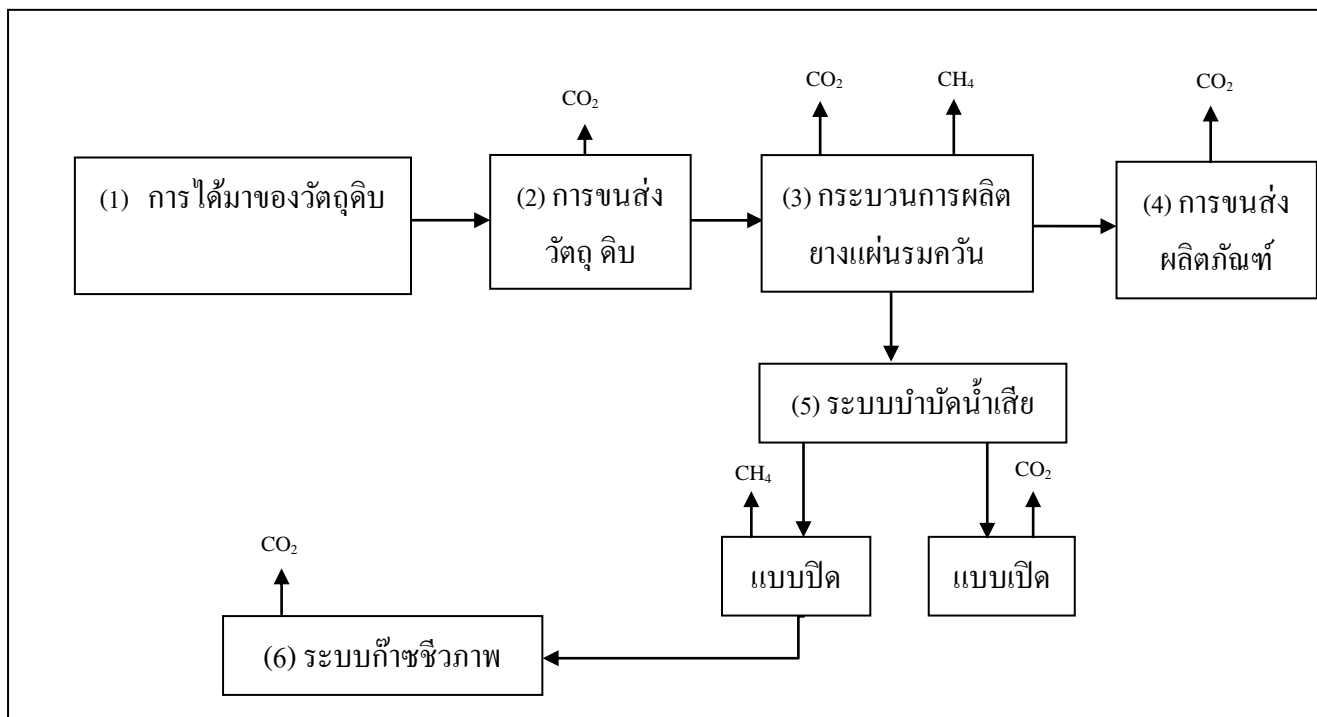 CO₂
CO₂
CH₄
CO₂
(1) การได้มาของวัตถุดิบ
(2) การขนส่ง
วัตถุ ดิบ
(3) กระบวนการผลิต
ยางแผ่นรมควัน
(4) การขนส่ง
ผลิตภัณฑ์
(5) ระบบบำบัดน้ำเสีย
CH₄
CO₂
แบบปิด
แบบเปิด
CO₂
(6) ระบบก๊าซชีวภาพ